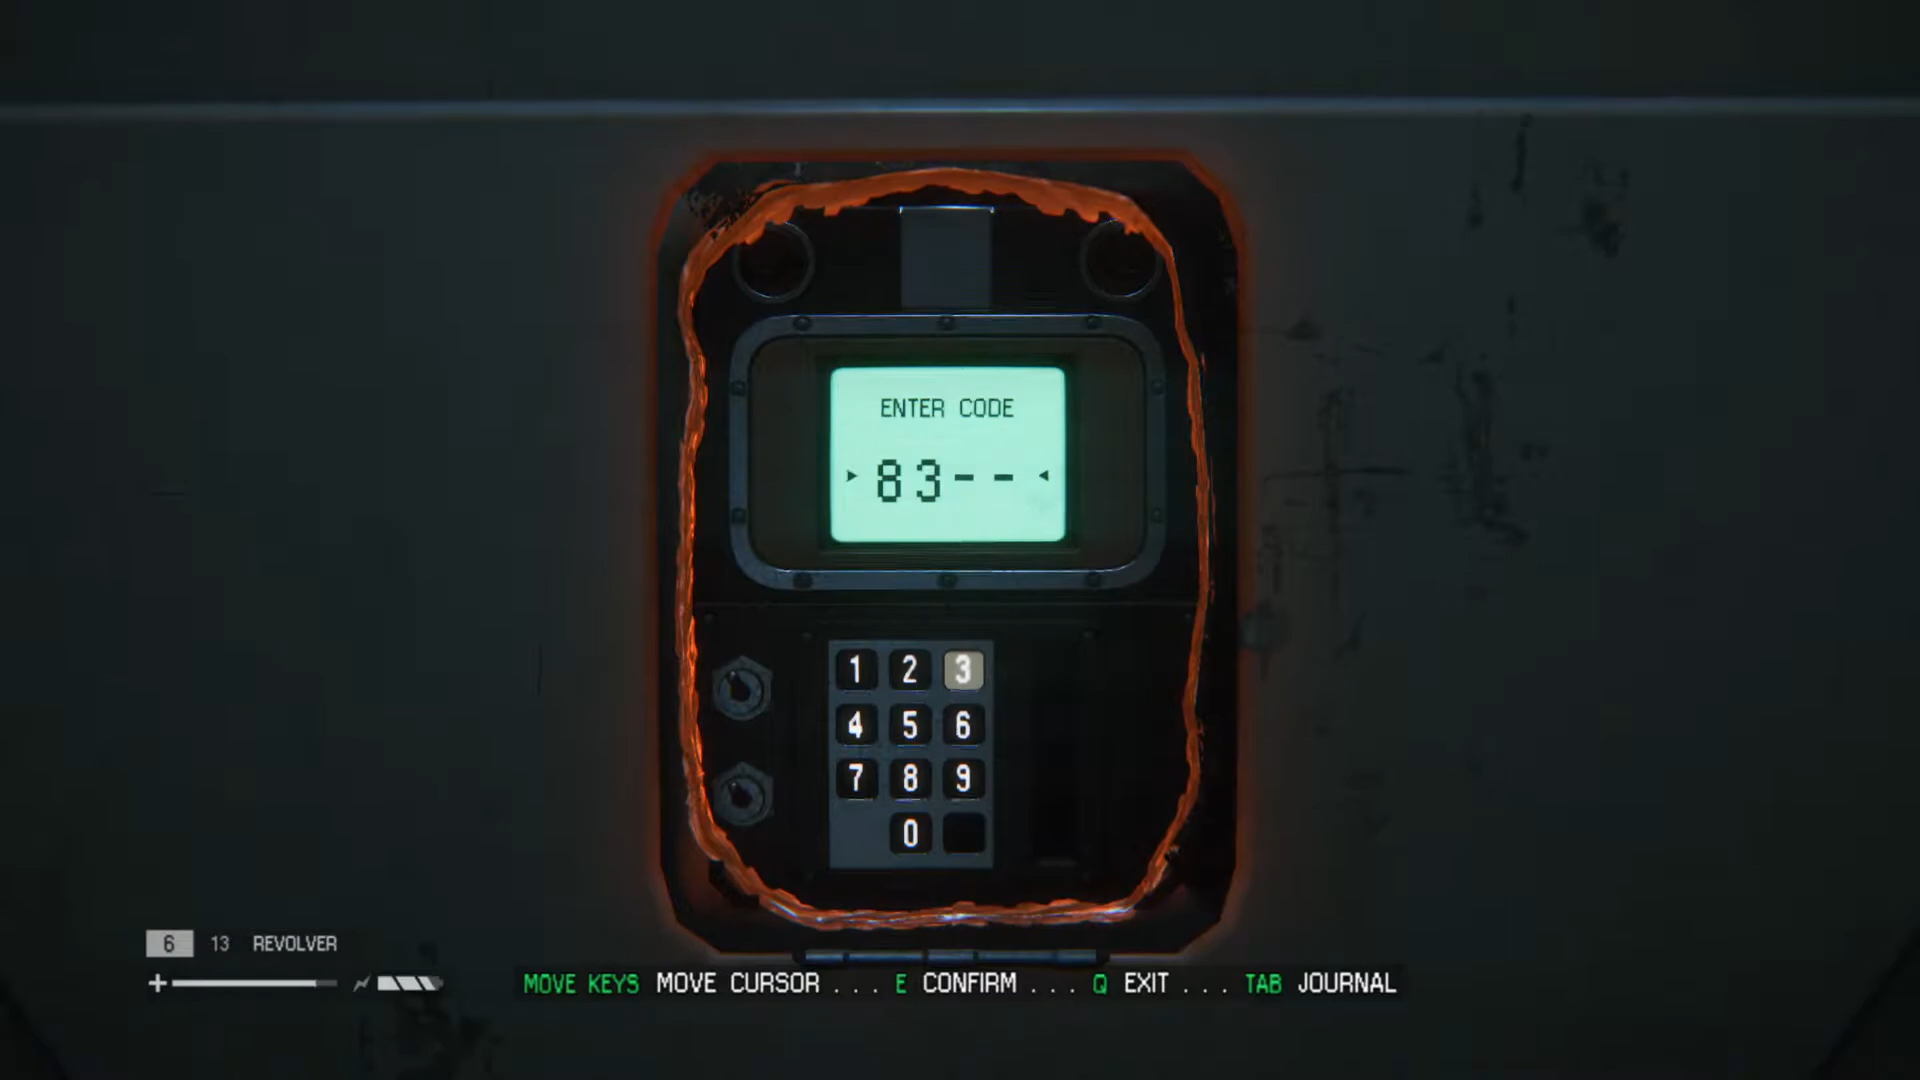 ENTER CODE
83--
1 2 3
4 5 6
7 8 9
0
6 13 REVOLVER
MOVE KEYS MOVE CURSOR ... E CONFIRM ... Q EXIT ... TAB JOURNAL